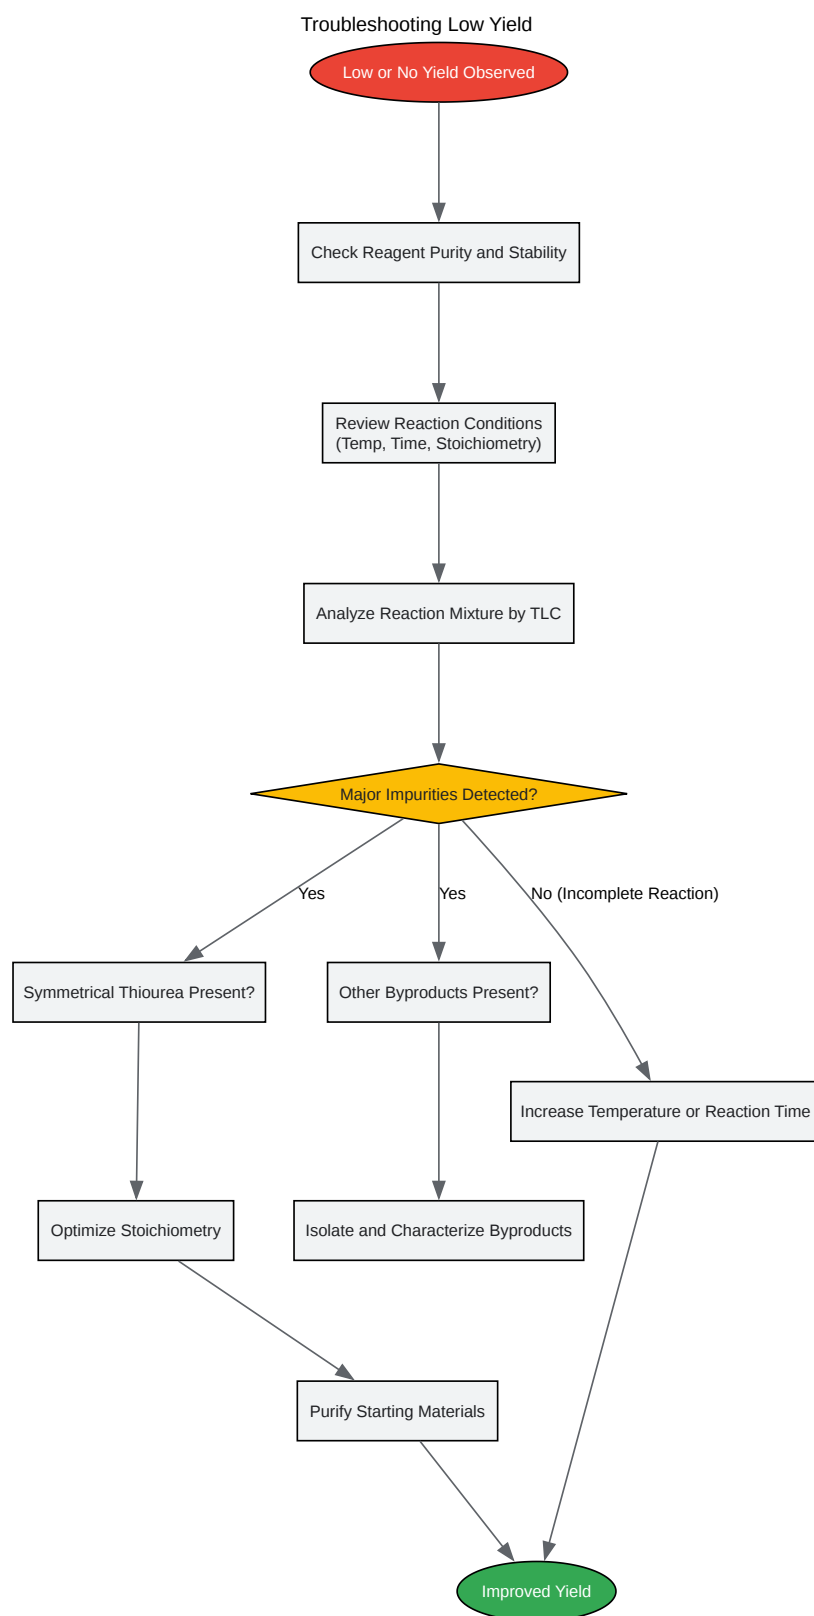 Troubleshooting Low Yield
Low or No Yield Observed
Check Reagent Purity and Stability
Review Reaction Conditions
(Temp, Time, Stoichiometry)
Analyze Reaction Mixture by TLC
Major Impurities Detected?
Yes
Yes
No (Incomplete Reaction)
Symmetrical Thiourea Present?
Other Byproducts Present?
Increase Temperature or Reaction Time
Optimize Stoichiometry
Isolate and Characterize Byproducts
Purify Starting Materials
Improved Yield